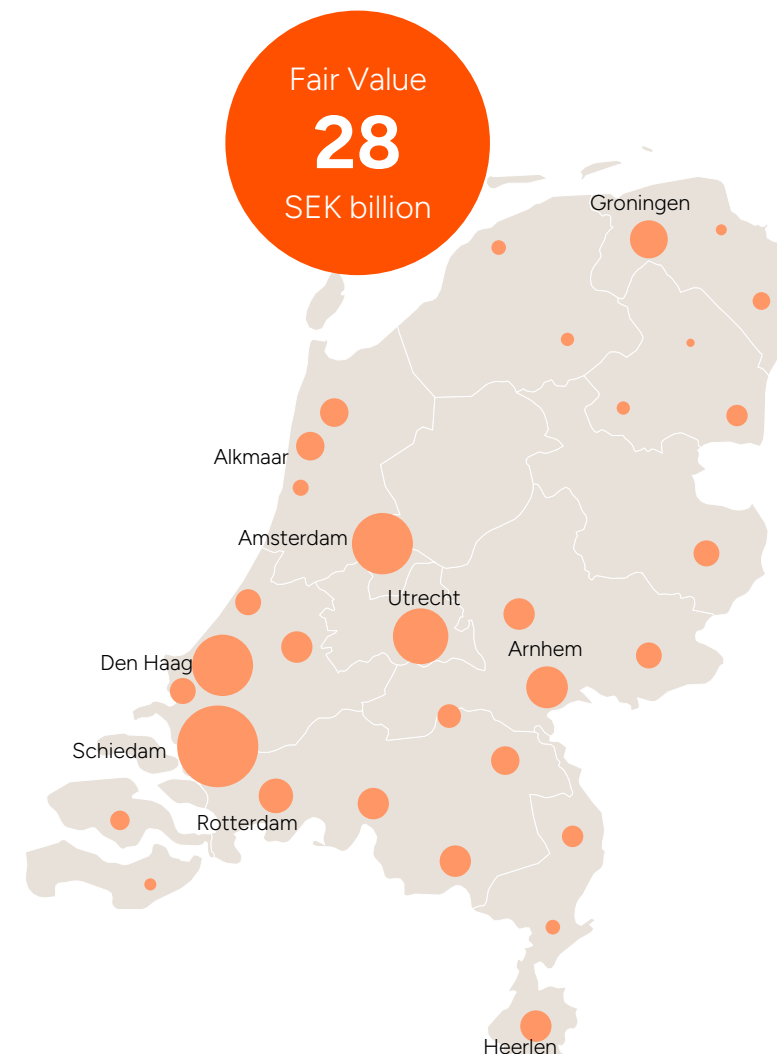 Fair Value
28
SEK billion
Groningen
Alkmaar
Amsterdam
Utrecht
Arnhem
Den Haag
Schiedam
Rotterdam
Heerlen